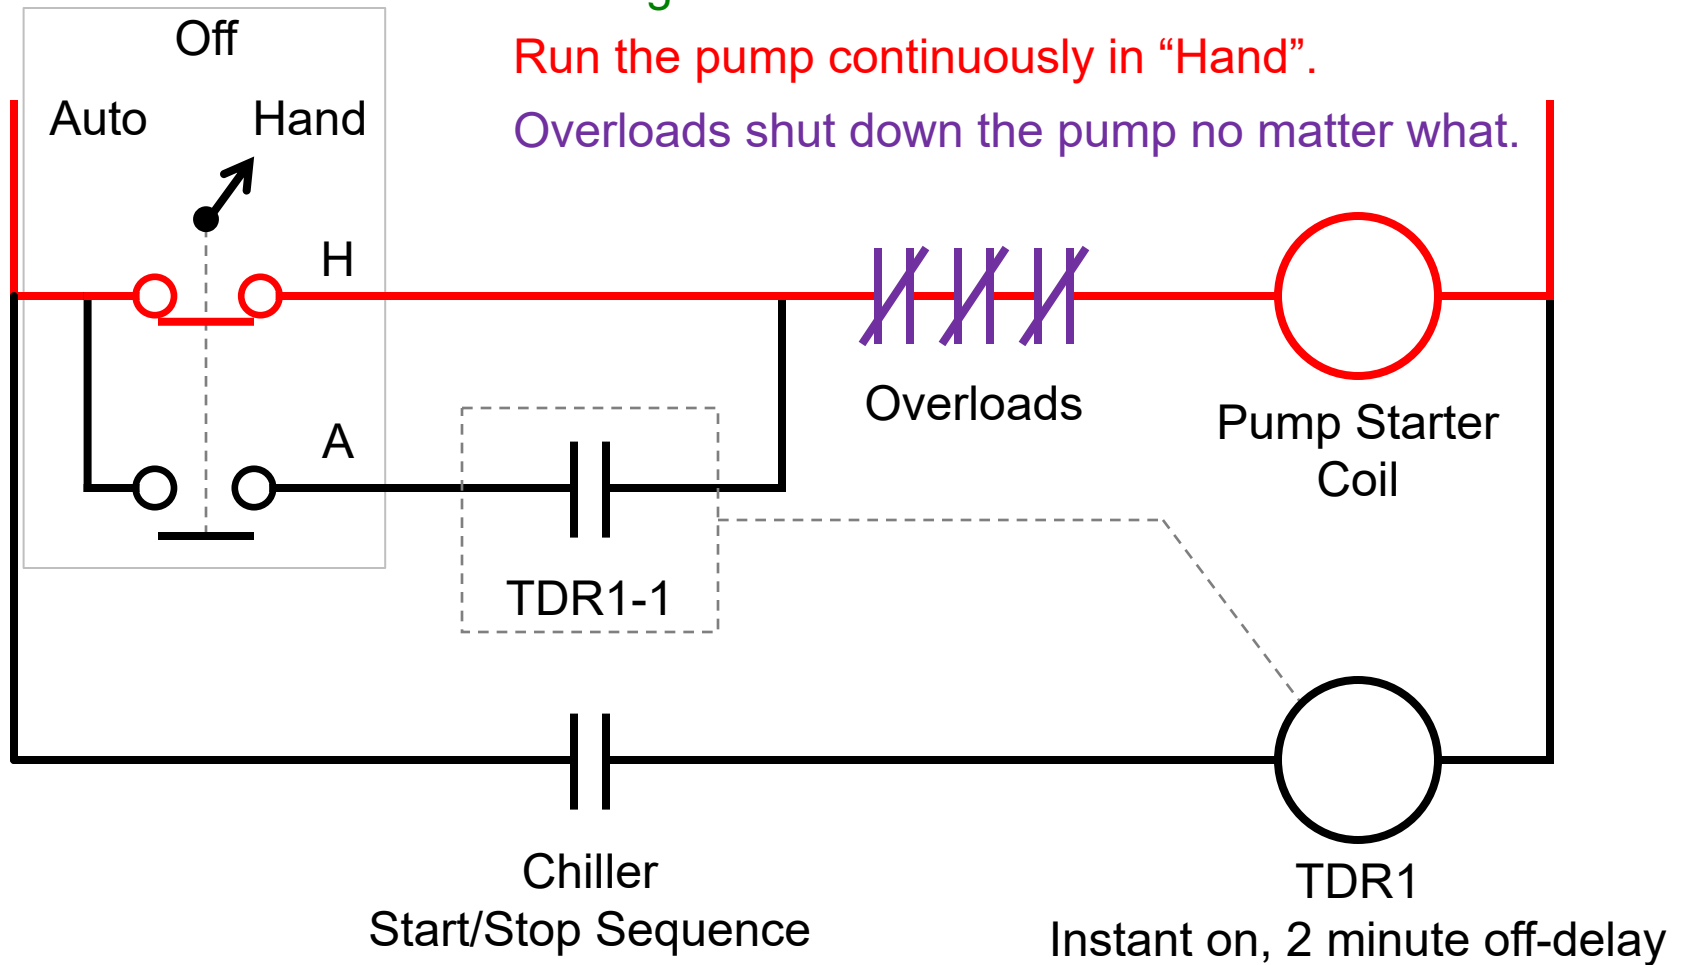 Off
Run the pump continuously in “Hand”.
Auto
Hand
Overloads shut down the pump no matter what.
H
Overloads
Pump Starter
Coil
A
TDR1-1
Chiller
Start/Stop Sequence
TDR1
Instant on, 2 minute off-delay